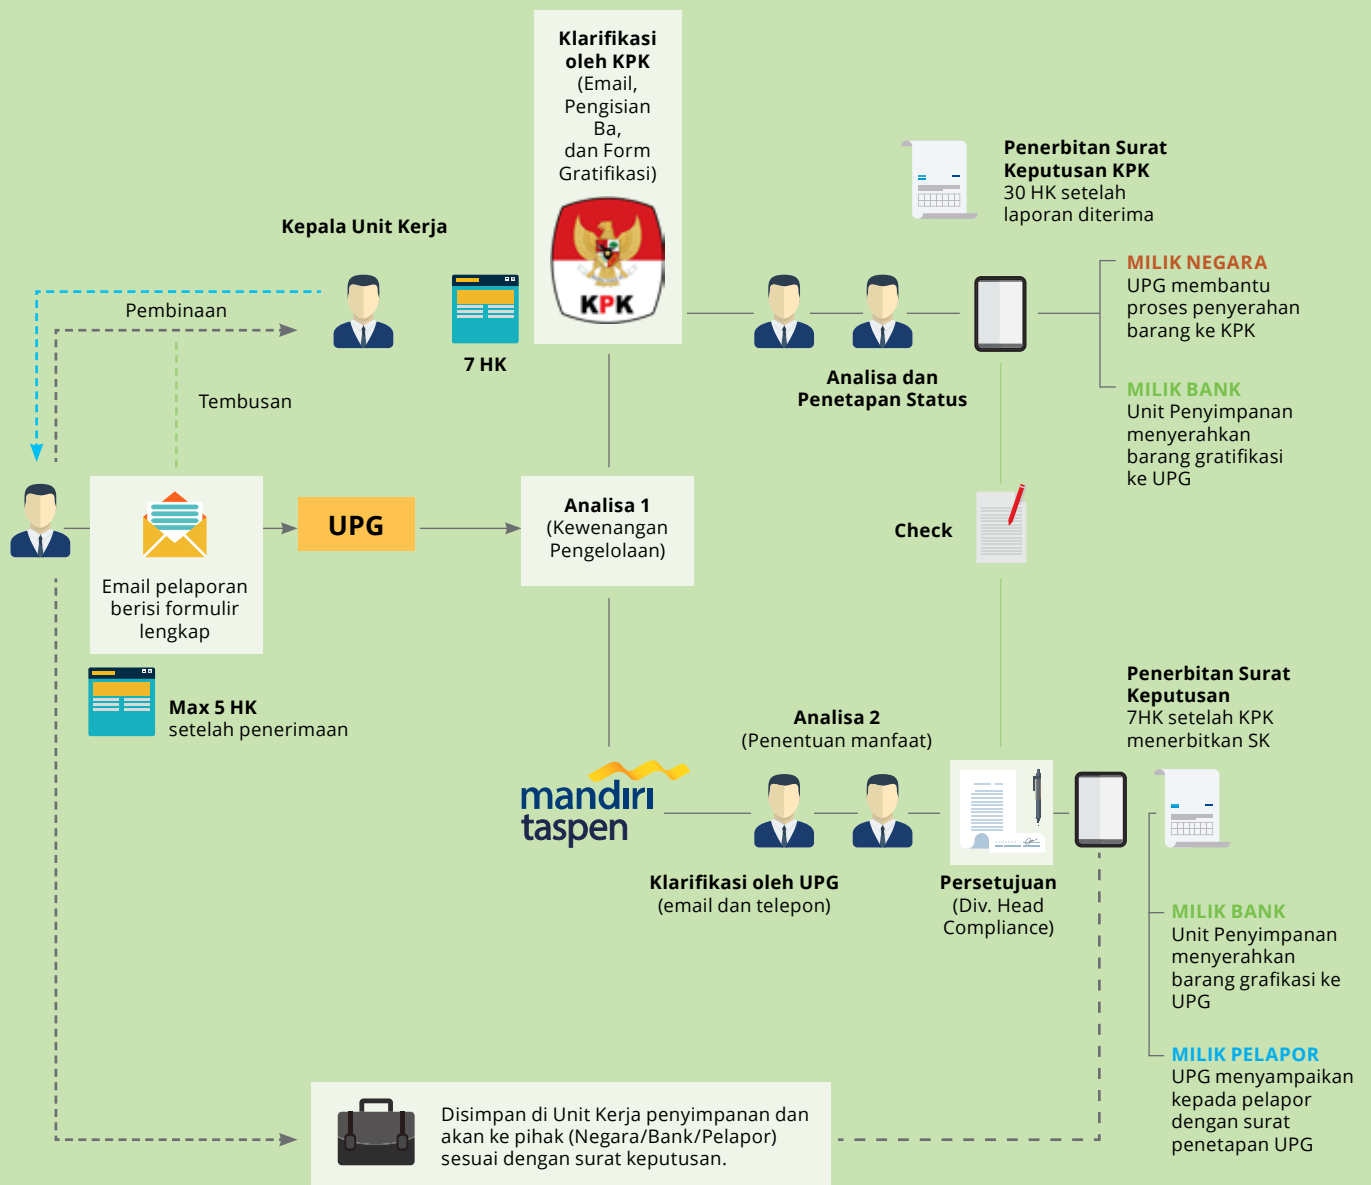 Klarifikasi
oleh KPK
(Email,
Pengisian
Ba,
dan Form
Gratifikasi)
KPK
Penerbitan Surat
Keputusan KPK
30 HK setelah
laporan diterima
Kepala Unit Kerja
Pembinaan
7 HK
Tembusan
Analisa dan
Penetapan Status
MILIK NEGARA
UPG membantu
proses penyerahan
barang ke KPK
MILIK BANK
Unit Penyimpanan
menyerahkan
barang gratifikasi
ke UPG
Email pelaporan
berisi formulir
lengkap
UPG
Analisa 1
(Kewenangan
Pengelolaan)
Check
Max 5 HK
setelah penerimaan
mandiri
taspen
Analisa 2
(Penentuan manfaat)
Klarifikasi oleh UPG
(email dan telepon)
Persetujuan
(Div. Head
Compliance)
Penerbitan Surat
Keputusan
7HK setelah KPK
menerbitkan SK
MILIK BANK
Unit Penyimpanan
menyerahkan
barang grafikasi ke
UPG
MILIK PELAPOR
UPG menyampaikan
kepada pelapor
dengan surat
penetapan UPG
Disimpan di Unit Kerja penyimpanan dan
akan ke pihak (Negara/Bank/Pelapor)
sesuai dengan surat keputusan.